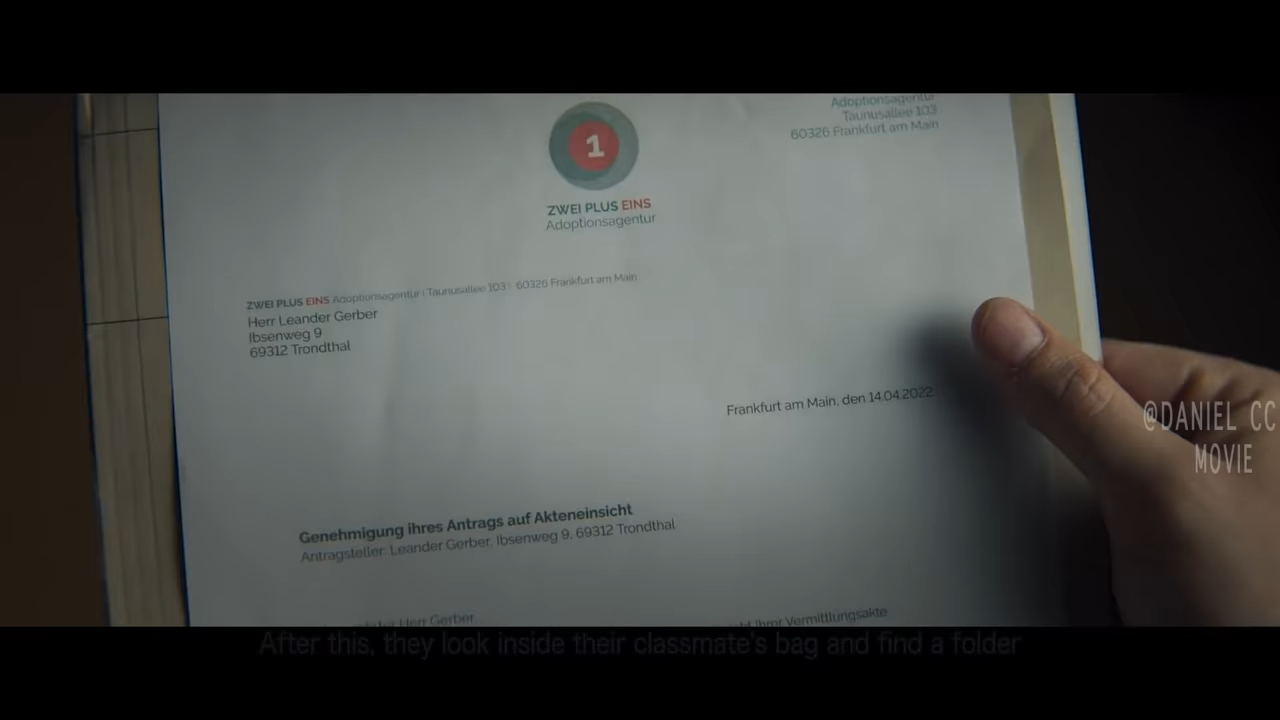 Adoptionsagentur
Taunusallee 103
60326 Frankfurt am Main
1
ZWEI PLUS EINS
Adoptionsagentur
ZWEI PLUS EINS Adoptionsagentur | Taunusallee 103 | 60326 Frankfurt am Main
Herr Leander Gerber
Ibsenweg 9
69312 Trondthal
Frankfurt am Main, den 14.04.2022
@DANIEL CC
MOVIE
Genehmigung ihres Antrags auf Akteneinsicht
Antragsteller: Leander Gerber, Ibsenweg 9, 69312 Trondthal
Herr Gerber
Ihrer Vermittlungsakte
After this, they look inside their classmate's bag and find a folder